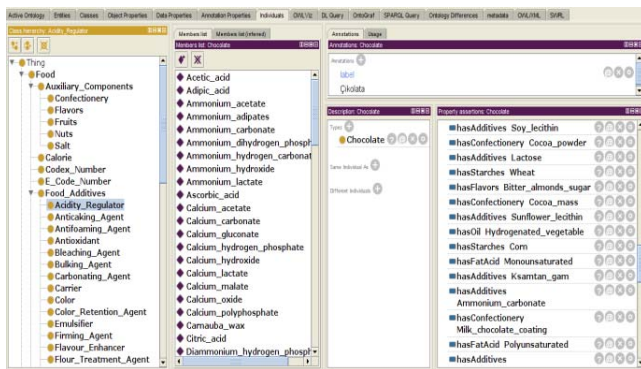 Active Ontology Entities Classes Object Properties Data Properties Annotation Properties Individuals OWLViz DL Query OntoGraf SPARQL Query Ontology Differences metadata OWL/XML SWRL
Class hierarchy: Acidity_Regulator
Thing
Food
Auxiliary_Components
Confectionery
Flavors
Fruits
Nuts
Salt
Calorie
Codex_Number
E_Code_Number
Food_Additives
Acidity_Regulator
Anticaking_Agent
Antifoaming_Agent
Antioxidant
Bleaching_Agent
Bulking_Agent
Carbonating_Agent
Carrier
Color
Color_Retention_Agent
Emulsifier
Firming_Agent
Flavour_Enhancer
Flour_Treatment_Agent
Members list Members list (inferred)
Members list: Chocolate
Acetic_acid
Adipic_acid
Ammonium_acetate
Ammonium_adipates
Ammonium_carbonate
Ammonium_dihydrogen_phosph
Ammonium_hydrogen_carbonat
Ammonium_hydroxide
Ammonium_lactate
Ascorbic_acid
Calcium_acetate
Calcium_carbonate
Calcium_gluconate
Calcium_hydrogen_phosphate
Calcium_hydroxide
Calcium_lactate
Calcium_malate
Calcium_oxide
Calcium_polyphosphate
Carnauba_wax
Citric_acid
Diammonium_hydrogen_phosph
Annotations Usage
Annotations: Chocolate
Annotations
label
Çikolata
Description: Chocolate
Types
Chocolate
Same Individual As
Different Individuals
Property assertions: Chocolate
hasAdditives Soy_lecithin
hasConfectionery Cocoa_powder
hasAdditives Lactose
hasStarches Wheat
hasFlavors Bitter_almonds_sugar
hasConfectionery Cocoa_mass
hasAdditives Sunflower_lecithin
hasOil Hydrogenated_vegetable
hasStarches Corn
hasFatAcid Monounsaturated
hasAdditives Ksamtan_gam
hasAdditives
Ammonium_carbonate
hasConfectionery
Milk_chocolate_coating
hasFatAcid Polyunsaturated
hasAdditives